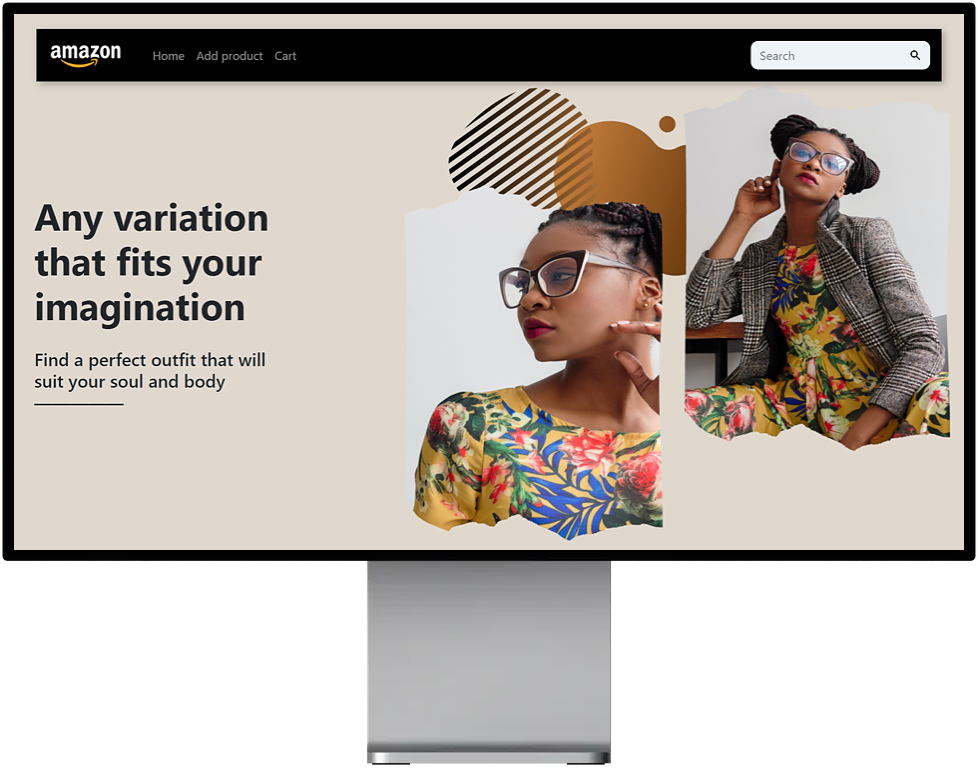 amazon
Home Add product Cart
Search
Any variation
that fits your
imagination
Find a perfect outfit that will
suit your soul and body